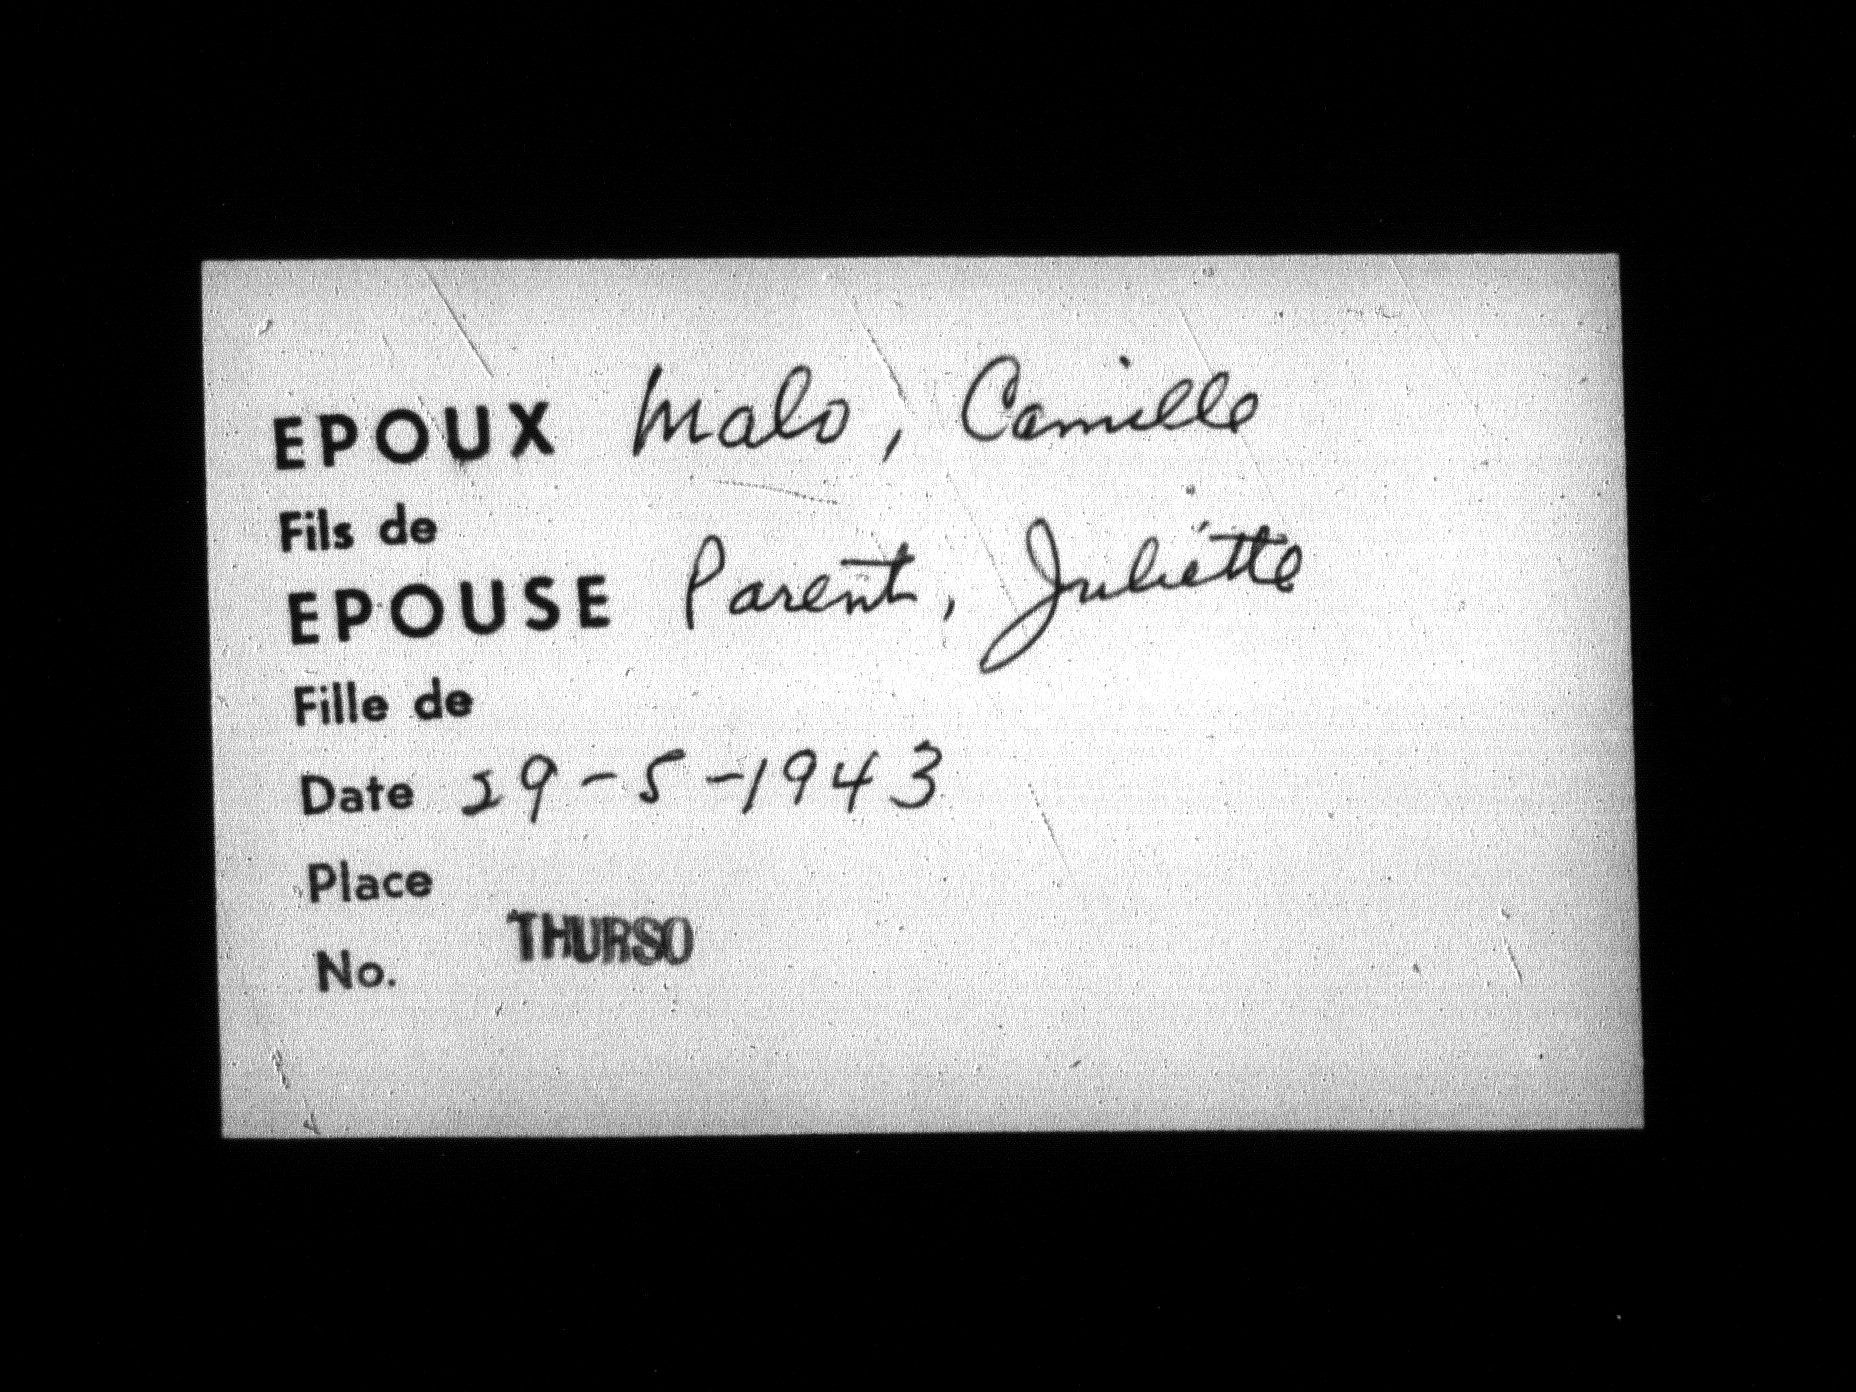 EPOUX Malo, Camille
Fils de
EPOUSE Parent, Juliette
Fille de
Date 29-5-1943
Place
THURSO
No.